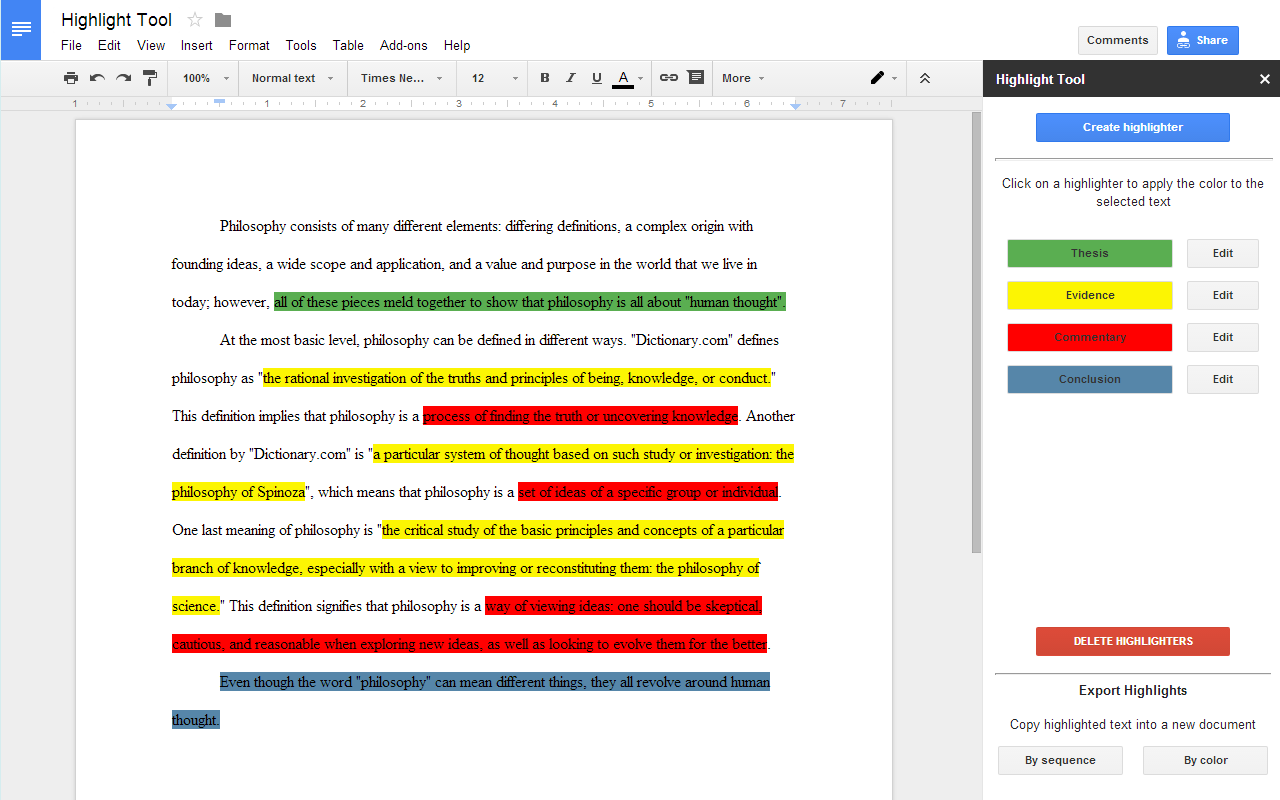 Highlight Tool
File Edit View Insert Format Tools Table Add-ons Help
Comments Share
100% Normal text Times Ne... 12 B I U A More
1 1 2 3 4 5 6 7
Philosophy consists of many different elements: differing definitions, a complex origin with
founding ideas, a wide scope and application, and a value and purpose in the world that we live in
today; however, all of these pieces meld together to show that philosophy is all about "human thought".
At the most basic level, philosophy can be defined in different ways. "Dictionary.com" defines
philosophy as "the rational investigation of the truths and principles of being, knowledge, or conduct."
This definition implies that philosophy is a process of finding the truth or uncovering knowledge. Another
definition by "Dictionary.com" is "a particular system of thought based on such study or investigation: the
philosophy of Spinoza", which means that philosophy is a set of ideas of a specific group or individual.
One last meaning of philosophy is "the critical study of the basic principles and concepts of a particular
branch of knowledge, especially with a view to improving or reconstituting them: the philosophy of
science." This definition signifies that philosophy is a way of viewing ideas: one should be skeptical,
cautious, and reasonable when exploring new ideas, as well as looking to evolve them for the better.
Even though the word "philosophy" can mean different things, they all revolve around human
thought.
Highlight Tool
Create highlighter
Click on a highlighter to apply the color to the
selected text
Thesis Edit
Evidence Edit
Commentary Edit
Conclusion Edit
DELETE HIGHLIGHTERS
Export Highlights
Copy highlighted text into a new document
By sequence By color